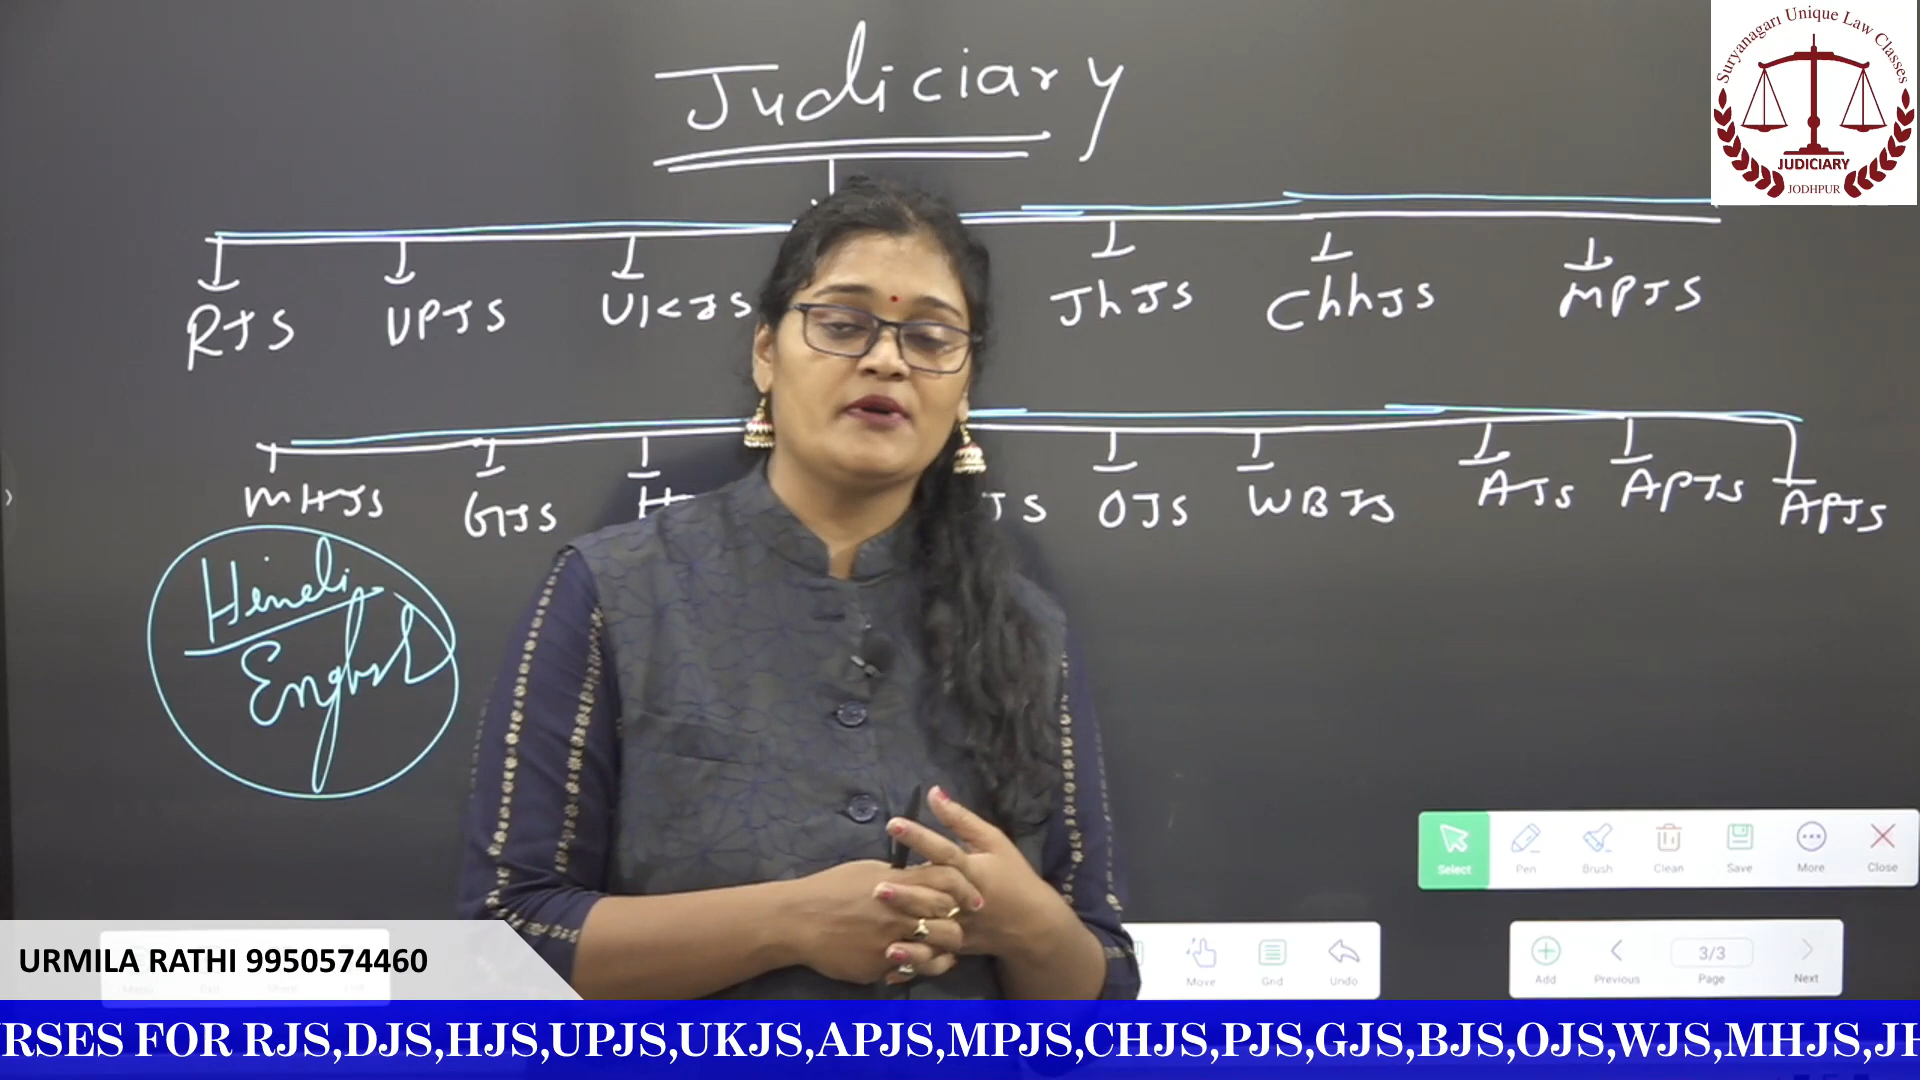 Suryanagari Unique Law Classes
JUDICIARY
JODHPUR
Judiciary
RJS UPJS UKJS JhJS ChhJS MPJS
MHJS GJS H JS OJS WBJS AJS APJS APJS
Hindi
English
Select Pen Brush Clean Save More Close
Move Grid Undo
Add Previous 3/3 Page Next
URMILA RATHI 9950574460
RSES FOR RJS,DJS,HJS,UPJS,UKJS,APJS,MPJS,CHJS,PJS,GJS,BJS,OJS,WJS,MHJS,JH